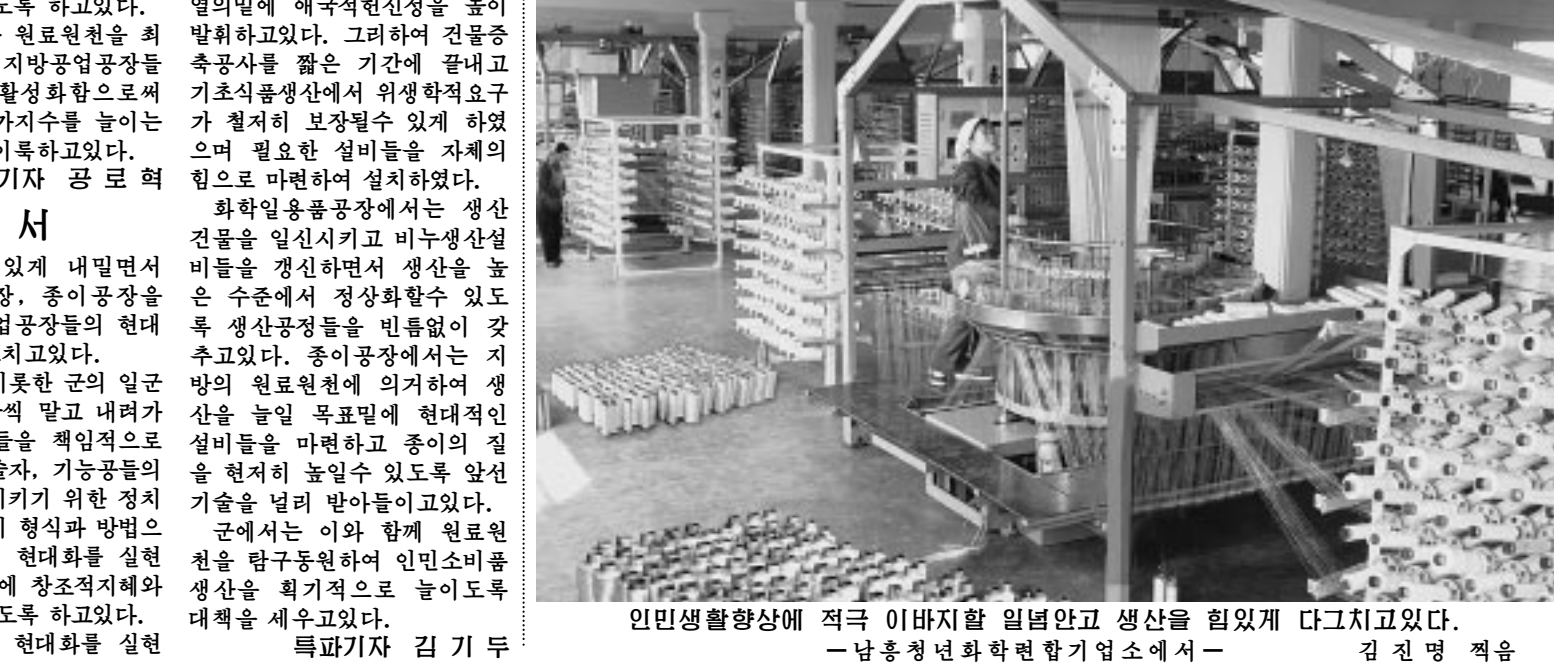 도록 하고있다.
원료원천을 최
지방공업공장들
활성화함으로써
가지수를 늘이는
이룩하고있다.
기자 공로혁
서
있게 내밀면서
장, 종이공장을
업공장들의 현대
치고있다.
비롯한 군의 일군
씩 맡고 내려가
들을 책임적으로
술자, 기능공들의
키기 위한 정치
형식과 방법으
현대화를 실현
에 창조적지혜와
도록 하고있다.
현대화를 실현
열의밑에 애국적헌신성을 높이
발휘하고있다. 그리하여 건물증
축공사를 짧은 기간에 끝내고
기초식품생산에서 위생학적요구
가 철저히 보장될수 있게 하였
으며 필요한 설비들을 자체의
힘으로 마련하여 설치하였다.
화학일용품공장에서는 생산
건물을 일신시키고 비누생산설
비들을 갱신하면서 생산을 높
은 수준에서 정상화할수 있도
록 생산공정들을 빈틈없이 갖
추고있다. 종이공장에서는 지
방의 원료원천에 의거하여 생
산을 늘일 목표밑에 현대적인
설비들을 마련하고 종이의 질
을 현저히 높일수 있도록 앞선
기술을 널리 받아들이고있다.
군에서는 이와 함께 원료원
천을 탐구동원하여 인민소비품
생산을 획기적으로 늘이도록
대책을 세우고있다.
특파기자 김기두
인민생활향상에 적극 이바지할 일념안고 생산을 힘있게 다그치고있다.
—남흥청년화학련합기업소에서— 김진명 찍음